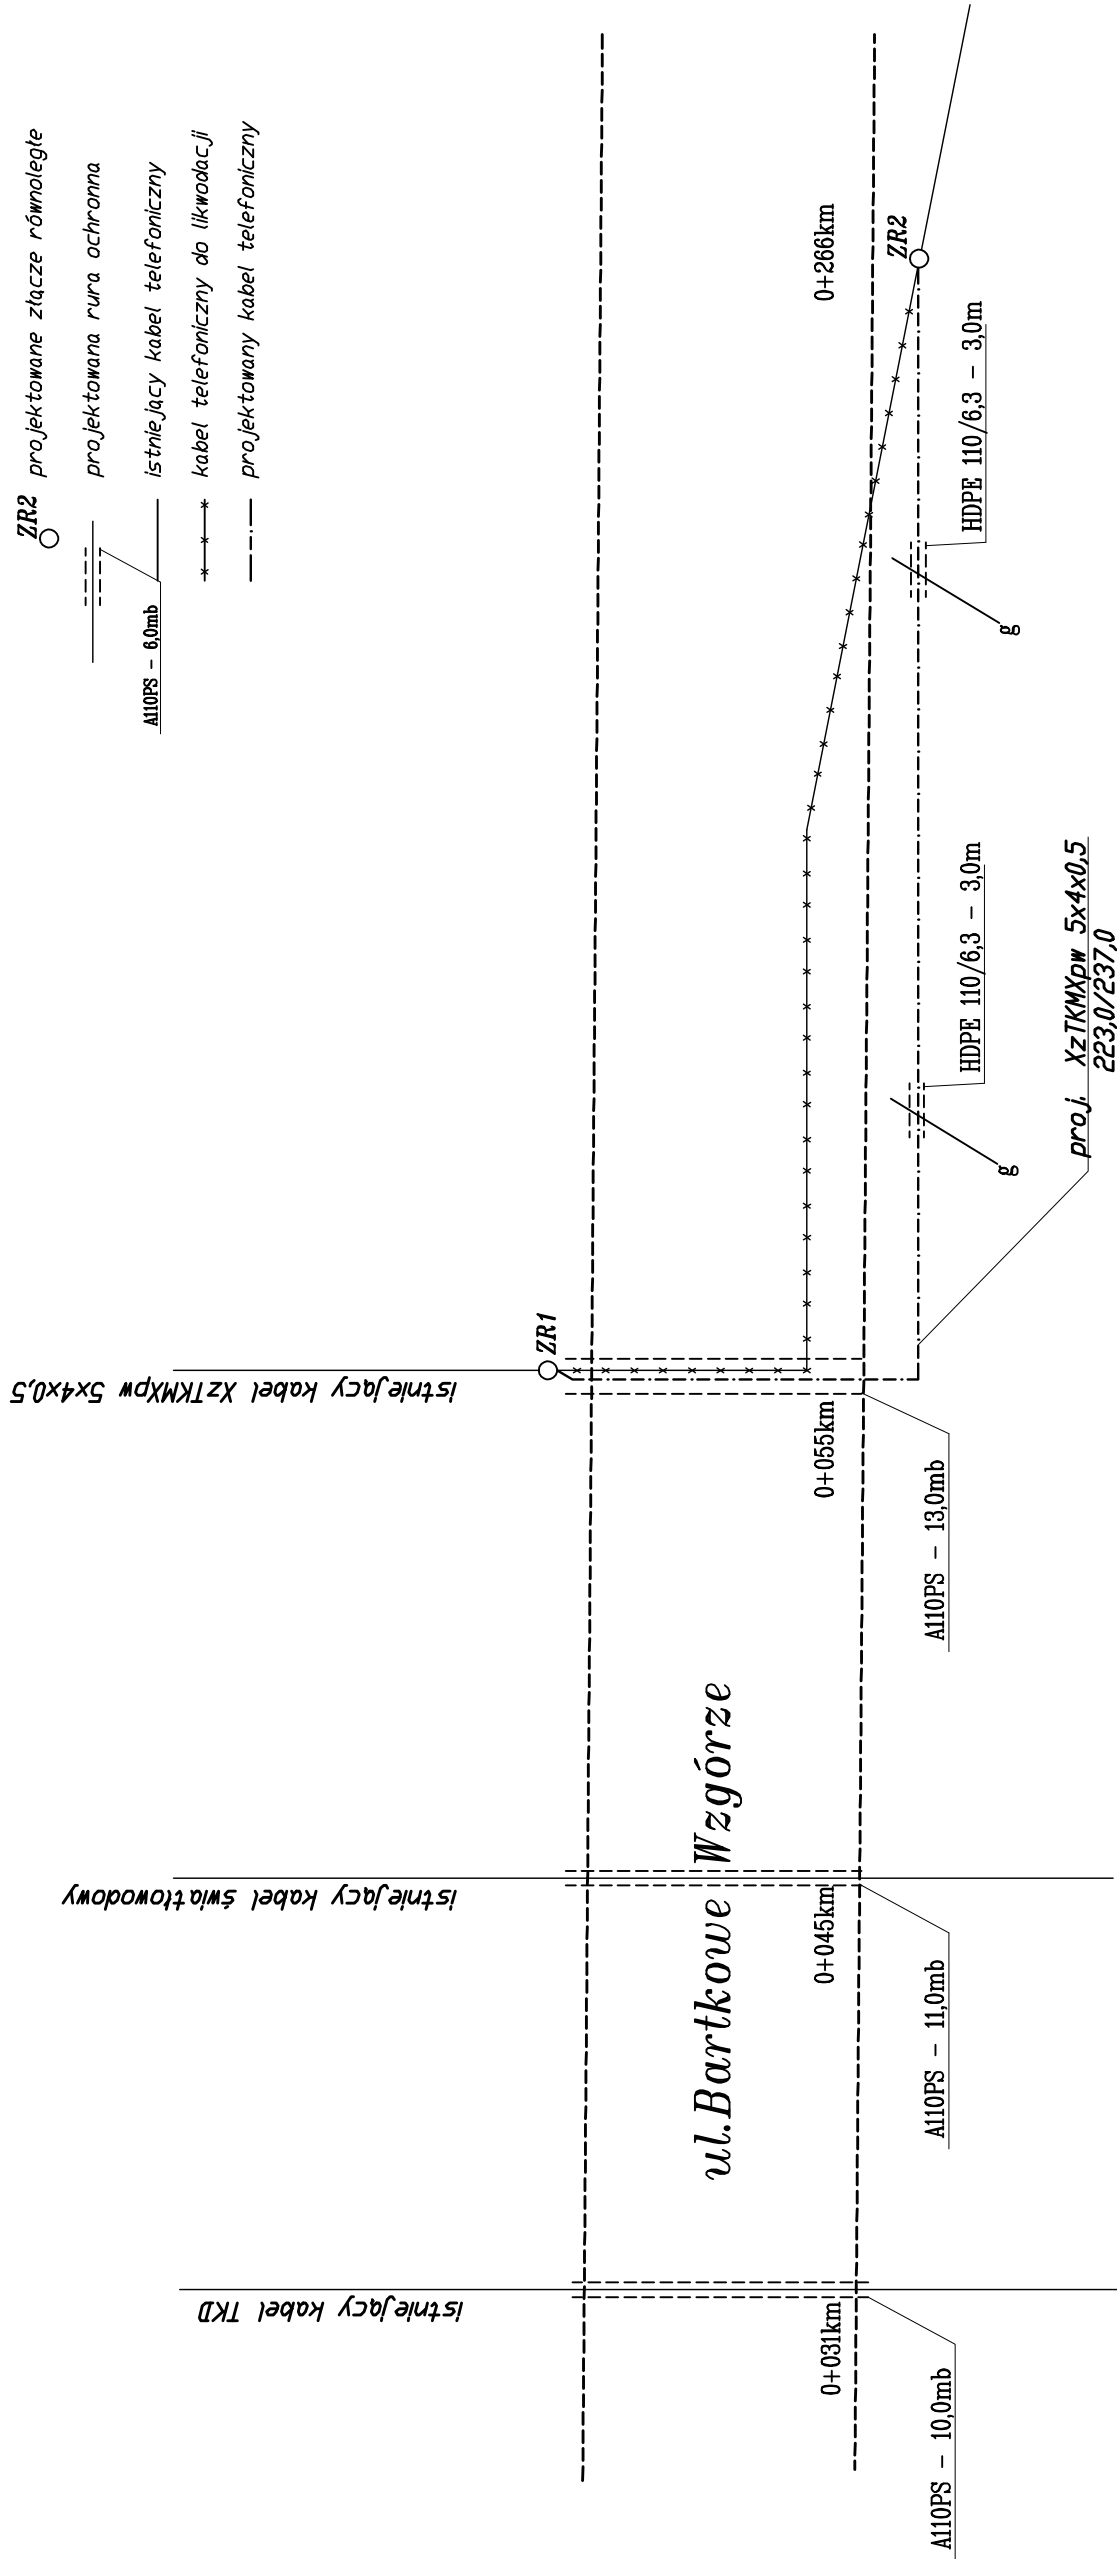 ZR2
projektowane złącze równoległe
projektowana rura ochronna
A110PS - 6,0mb
istniejący kabel telefoniczny
kabel telefoniczny do likwodacji
projektowany kabel telefoniczny
istniejący kabel TKD
istniejący kabel światłowodowy
istniejący kabel XzTKMXpw 5x4x0,5
ZR1
ul.Bartkowe Wzgórze
0+031km
0+045km
0+055km
0+266km
ZR2
A110PS - 10,0mb
A110PS - 11,0mb
A110PS - 13,0mb
HDPE 110/6,3 - 3,0m
HDPE 110/6,3 - 3,0m
g
g
proj. XzTKMXpw 5x4x0,5
223,0/237,0